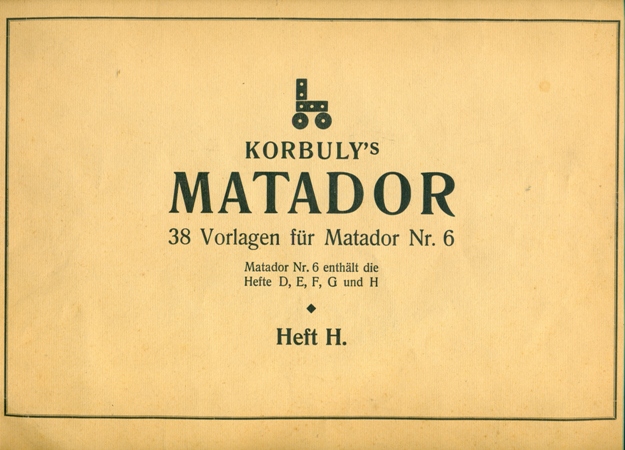 KORBULY's
MATADOR
38 Vorlagen für Matador Nr. 6
Matador Nr. 6 enthält die
Hefte D, E, F, G und H
Heft H.